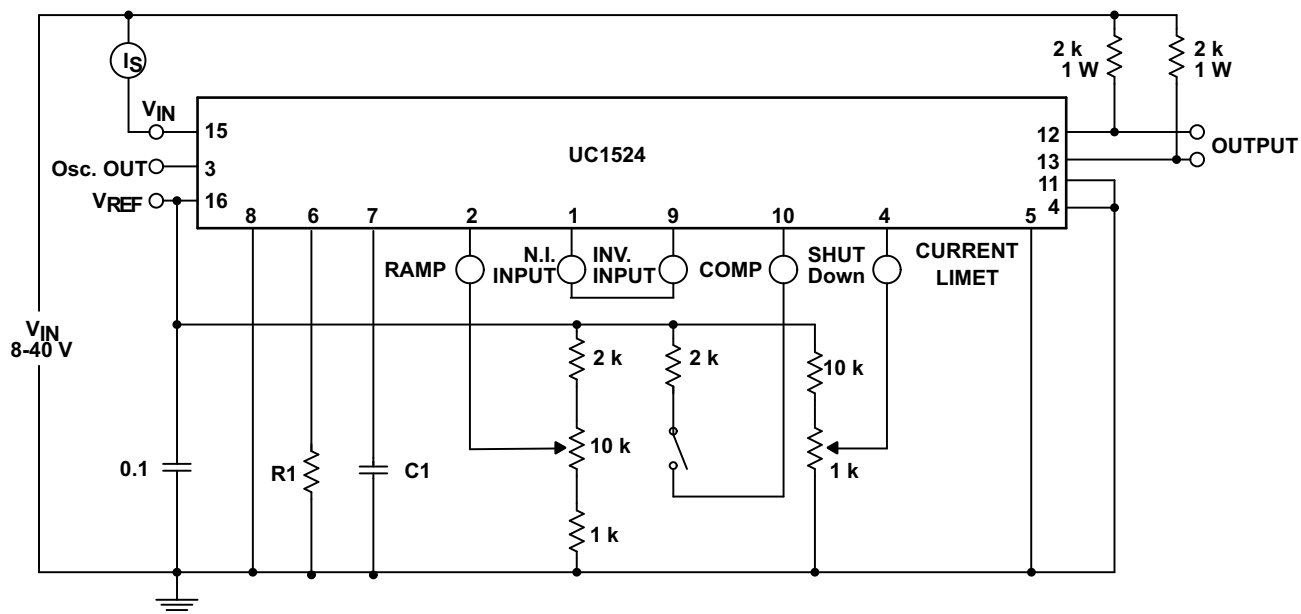 IS
2 k
1 W
2 k
1 W
VIN
15
12
OUTPUT
Osc. OUT
3
UC1524
13
11
VREF
16
4
8
6
7
2
1
9
10
4
5
RAMP
N.I.
INPUT
INV.
INPUT
COMP
SHUT
Down
CURRENT
LIMET
VIN
8-40 V
2 k
2 k
10 k
10 k
0.1
R1
C1
1 k
1 k